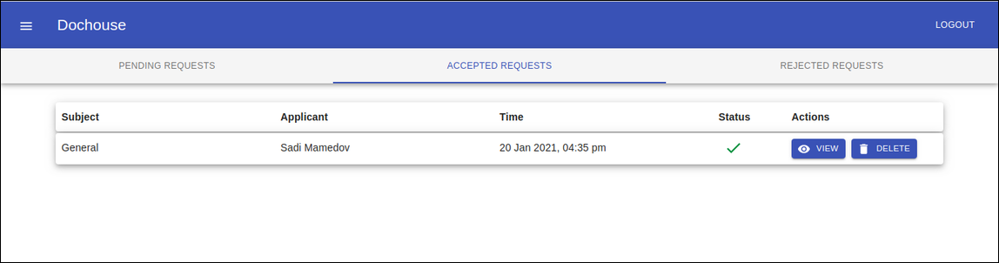 Dochouse LOGOUT
PENDING REQUESTS ACCEPTED REQUESTS REJECTED REQUESTS
Subject Applicant Time Status Actions
General Sadi Mamedov 20 Jan 2021, 04:35 pm VIEW DELETE